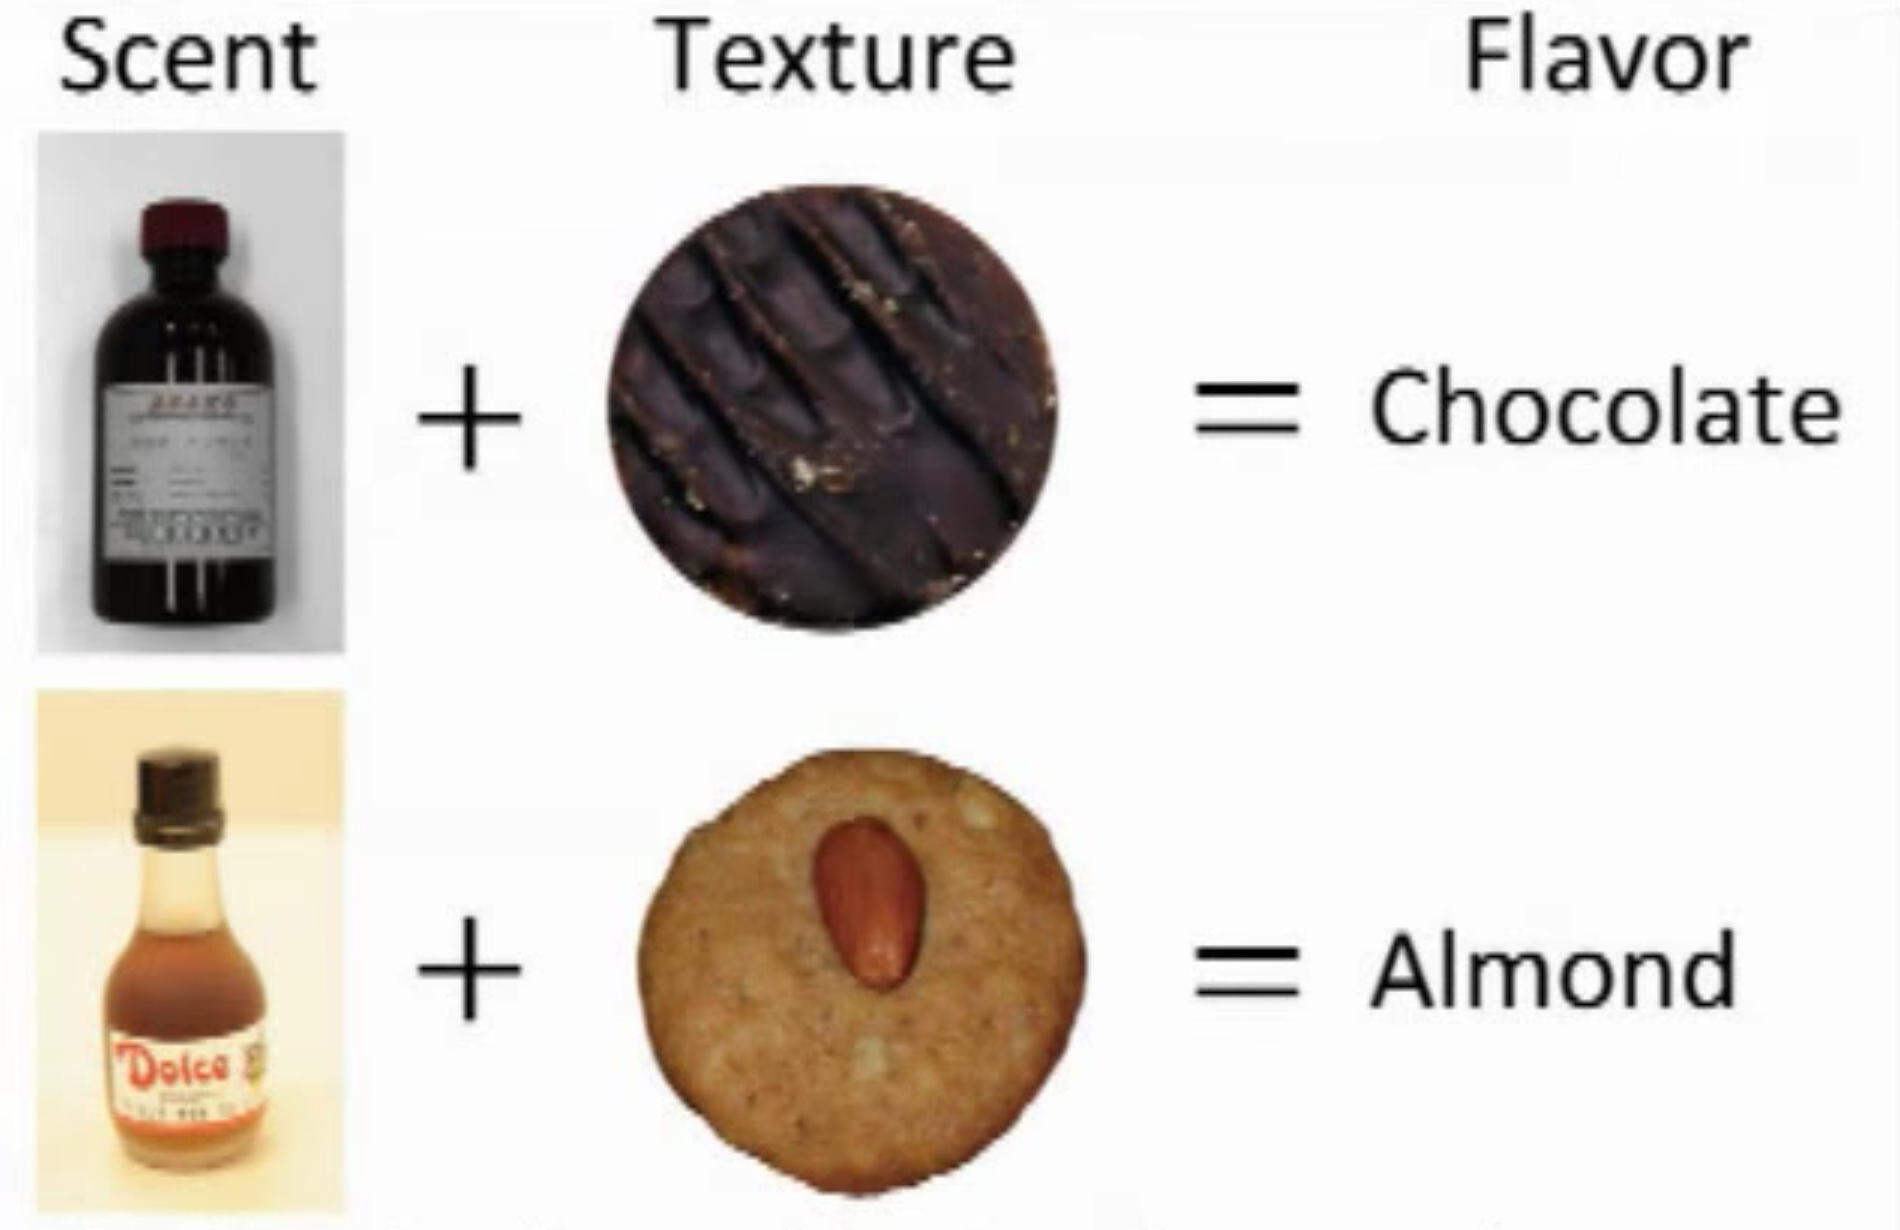 Scent Texture Flavor
+ = Chocolate
Dolce
+ = Almond